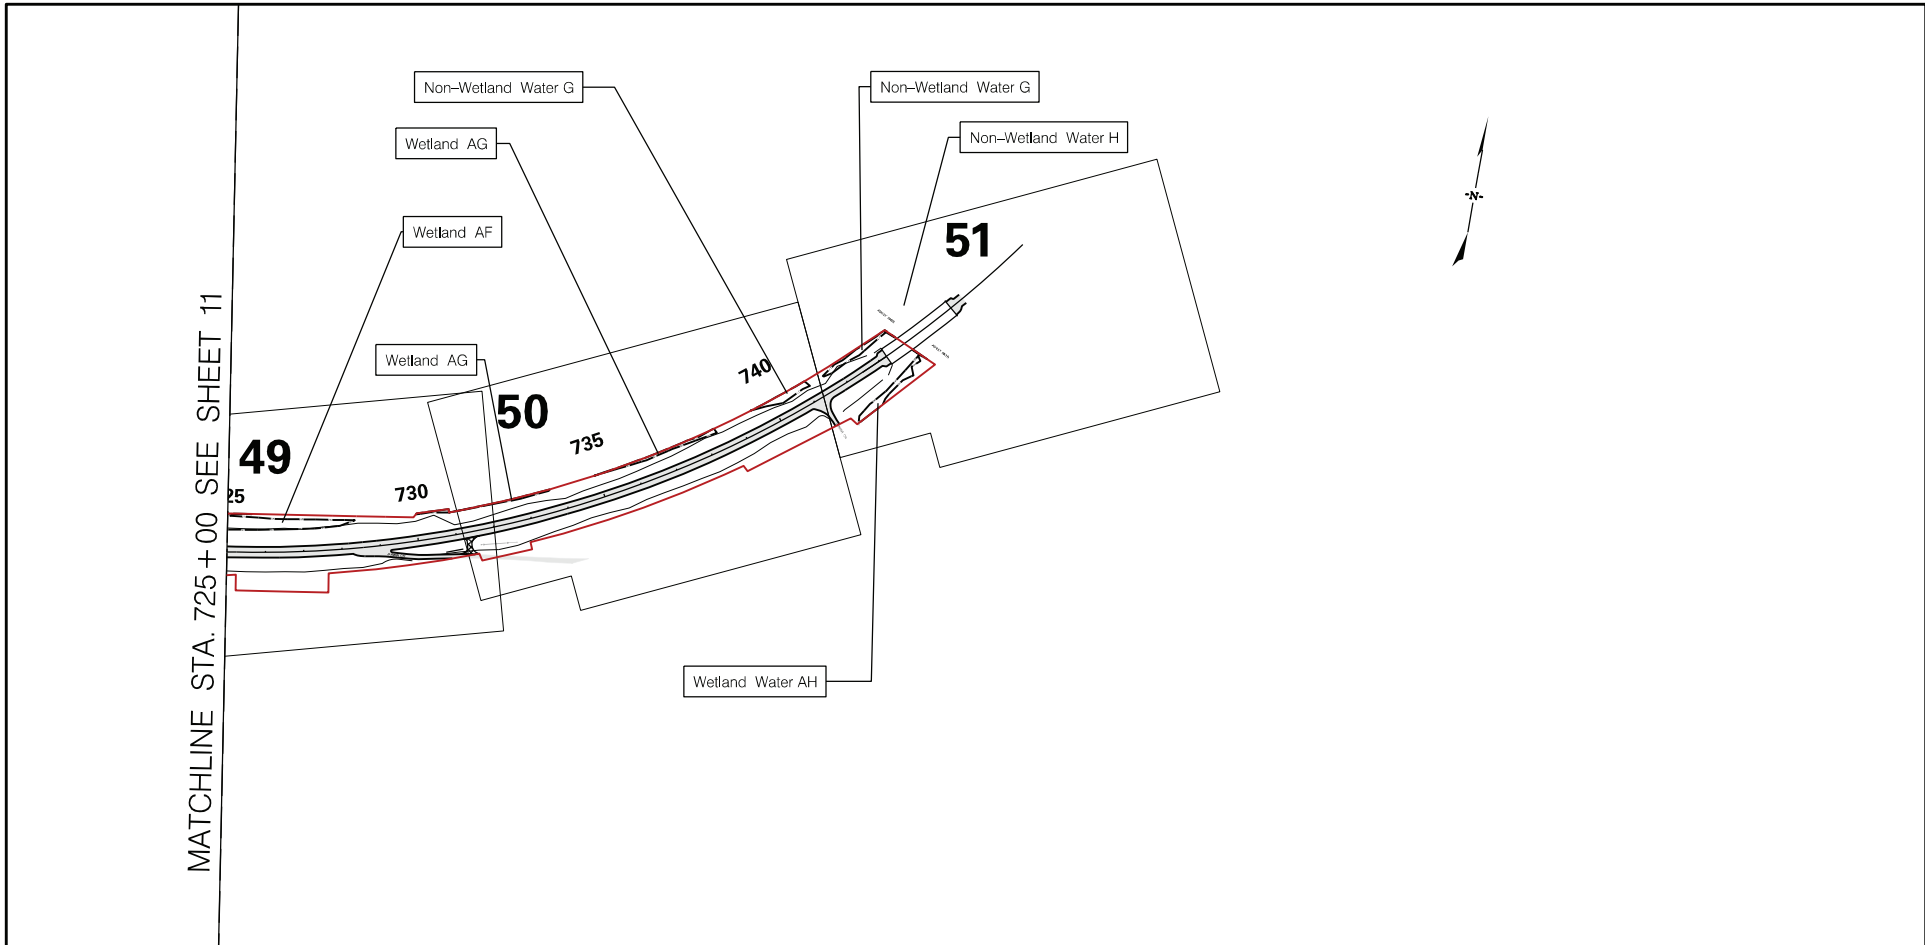 Non-Wetland Water G
Non-Wetland Water G
Non-Wetland Water H
Wetland AG
Wetland AF
Wetland AG
51
50
49
740
735
730
25
-N-
MATCHLINE STA. 725+00 SEE SHEET 11
Wetland Water AH